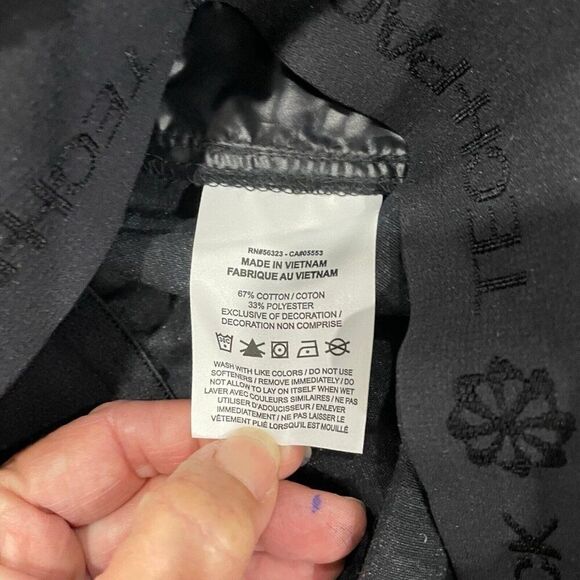 RN#56323 - CA#05553
MADE IN VIETNAM
FABRIQUE AU VIETNAM
67% COTTON / COTON
33% POLYESTER
EXCLUSIVE OF DECORATION /
DECORATION NON COMPRISE
WASH WITH LIKE COLORS / DO NOT USE
SOFTENERS / REMOVE IMMEDIATELY / DO
NOT ALLOW TO LAY ON ITSELF WHEN WET
LAVER AVEC COULEURS SIMILAIRES / NE PAS
UTILISER D'ADOUCISSEUR / ENLEVER
IMMEDIATEMENT / NE PAS LAISSER LE
VÊTEMENT PLIÉ LORSQU'IL EST MOUILLÉ
TECH